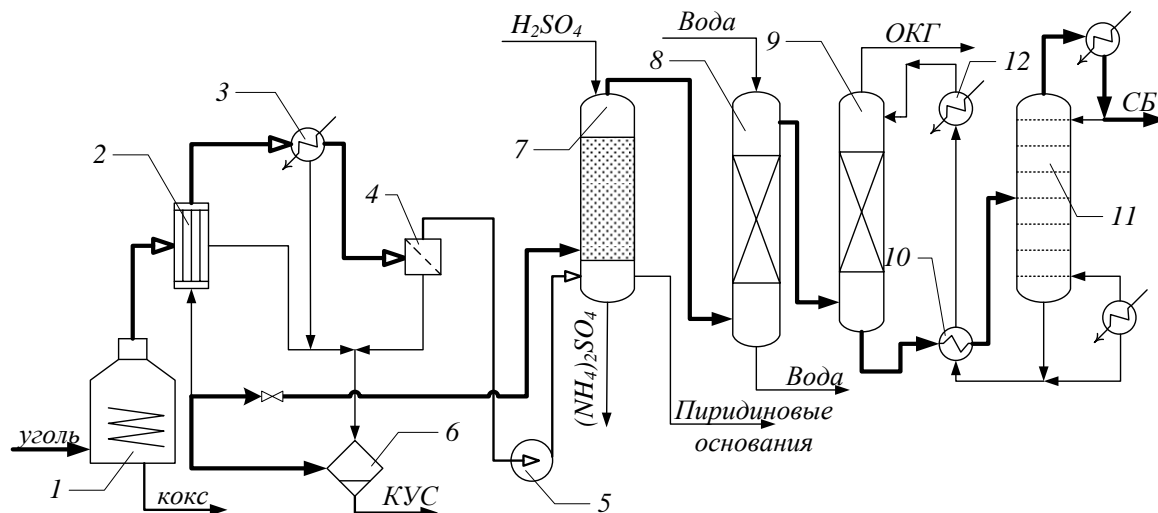 H₂SO₄
Вода
9
ОКГ
8
12
3
СБ
7
2
4
11
10
(NH₄)₂SO₄
Вода
Пиридиновые
основания
уголь
6
1
кокс
КУС
5